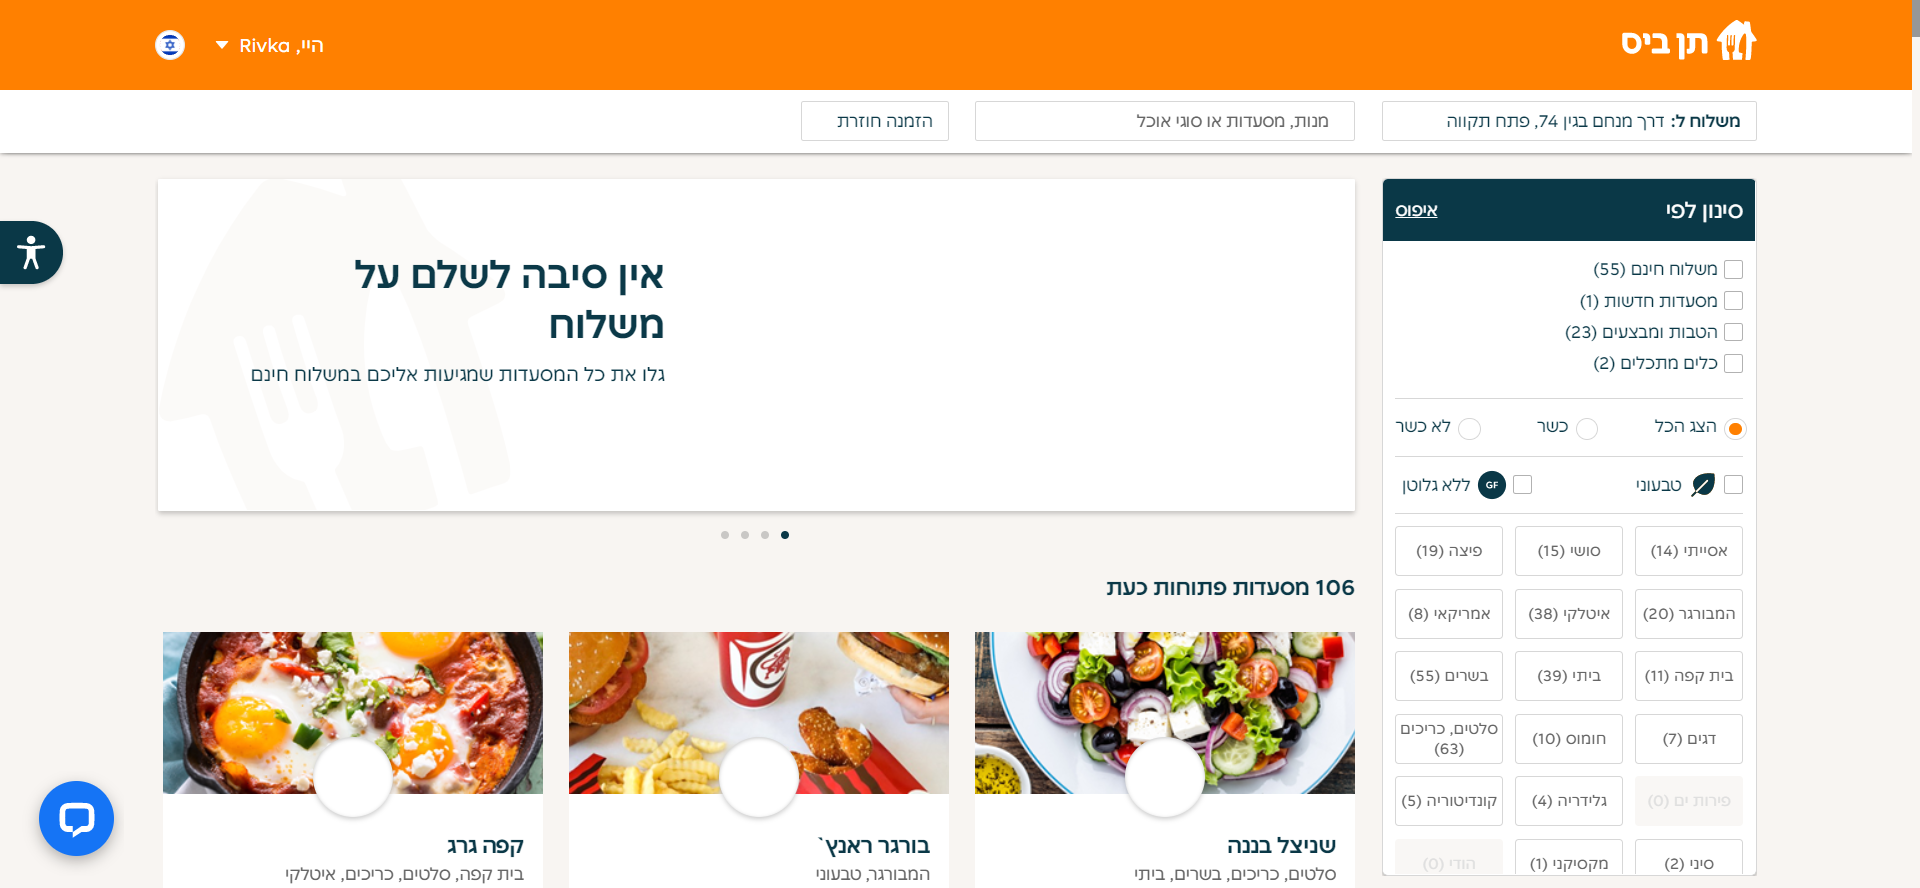 תן ביס
היי, Rivka
משלוח ל: דרך מנחם בגין 74, פתח תקווה
מנות, מסעדות או סוגי אוכל
הזמנה חוזרת
סינון לפי
איפוס
משלוח חינם (55)
מסעדות חדשות (1)
הטבות ומבצעים (23)
כלים מתכלים (2)
הצג הכל
כשר
לא כשר
טבעוני
GF ללא גלוטן
אסייתי (14)
סושי (15)
פיצה (19)
המבורגר (20)
איטלקי (38)
אמריקאי (8)
בית קפה (11)
ביתי (39)
בשרים (55)
דגים (7)
חומוס (10)
סלטים, כריכים
(63)
פירות ים (0)
גלידריה (4)
קונדיטוריה (5)
סיני (2)
מקסיקני (1)
הודי (0)
אין סיבה לשלם על
משלוח
גלו את כל המסעדות שמגיעות אליכם במשלוח חינם
106 מסעדות פתוחות כעת
שניצל בננה
סלטים, כריכים, בשרים, ביתי
בורגר ראנץ`
המבורגר, טבעוני
קפה גרג
בית קפה, סלטים, כריכים, איטלקי